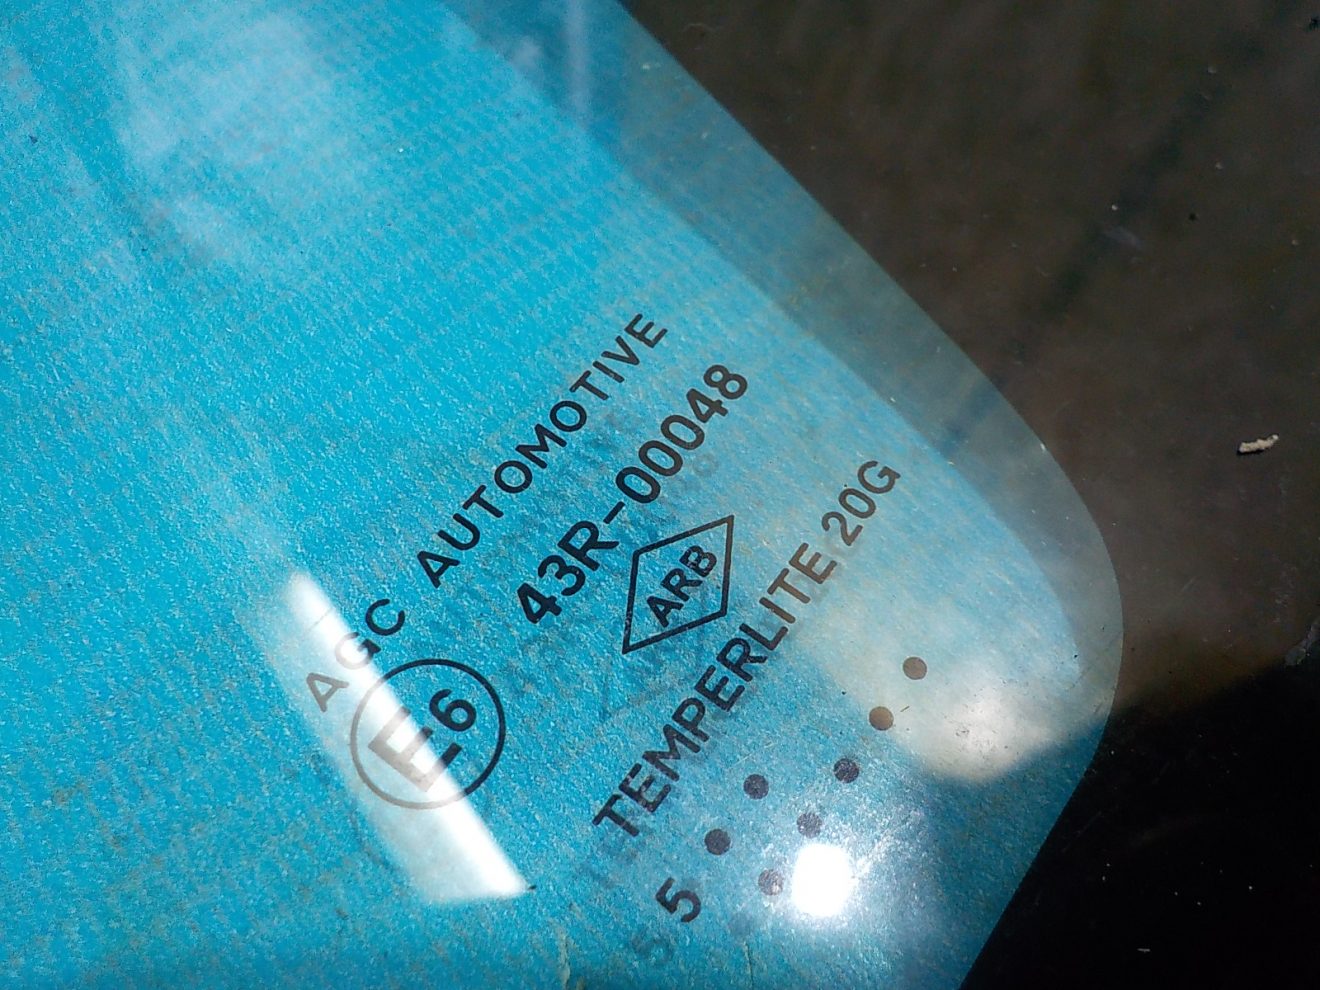 AGC AUTOMOTIVE
E6 43R-00048
ARB
TEMPERLITE 20G
5